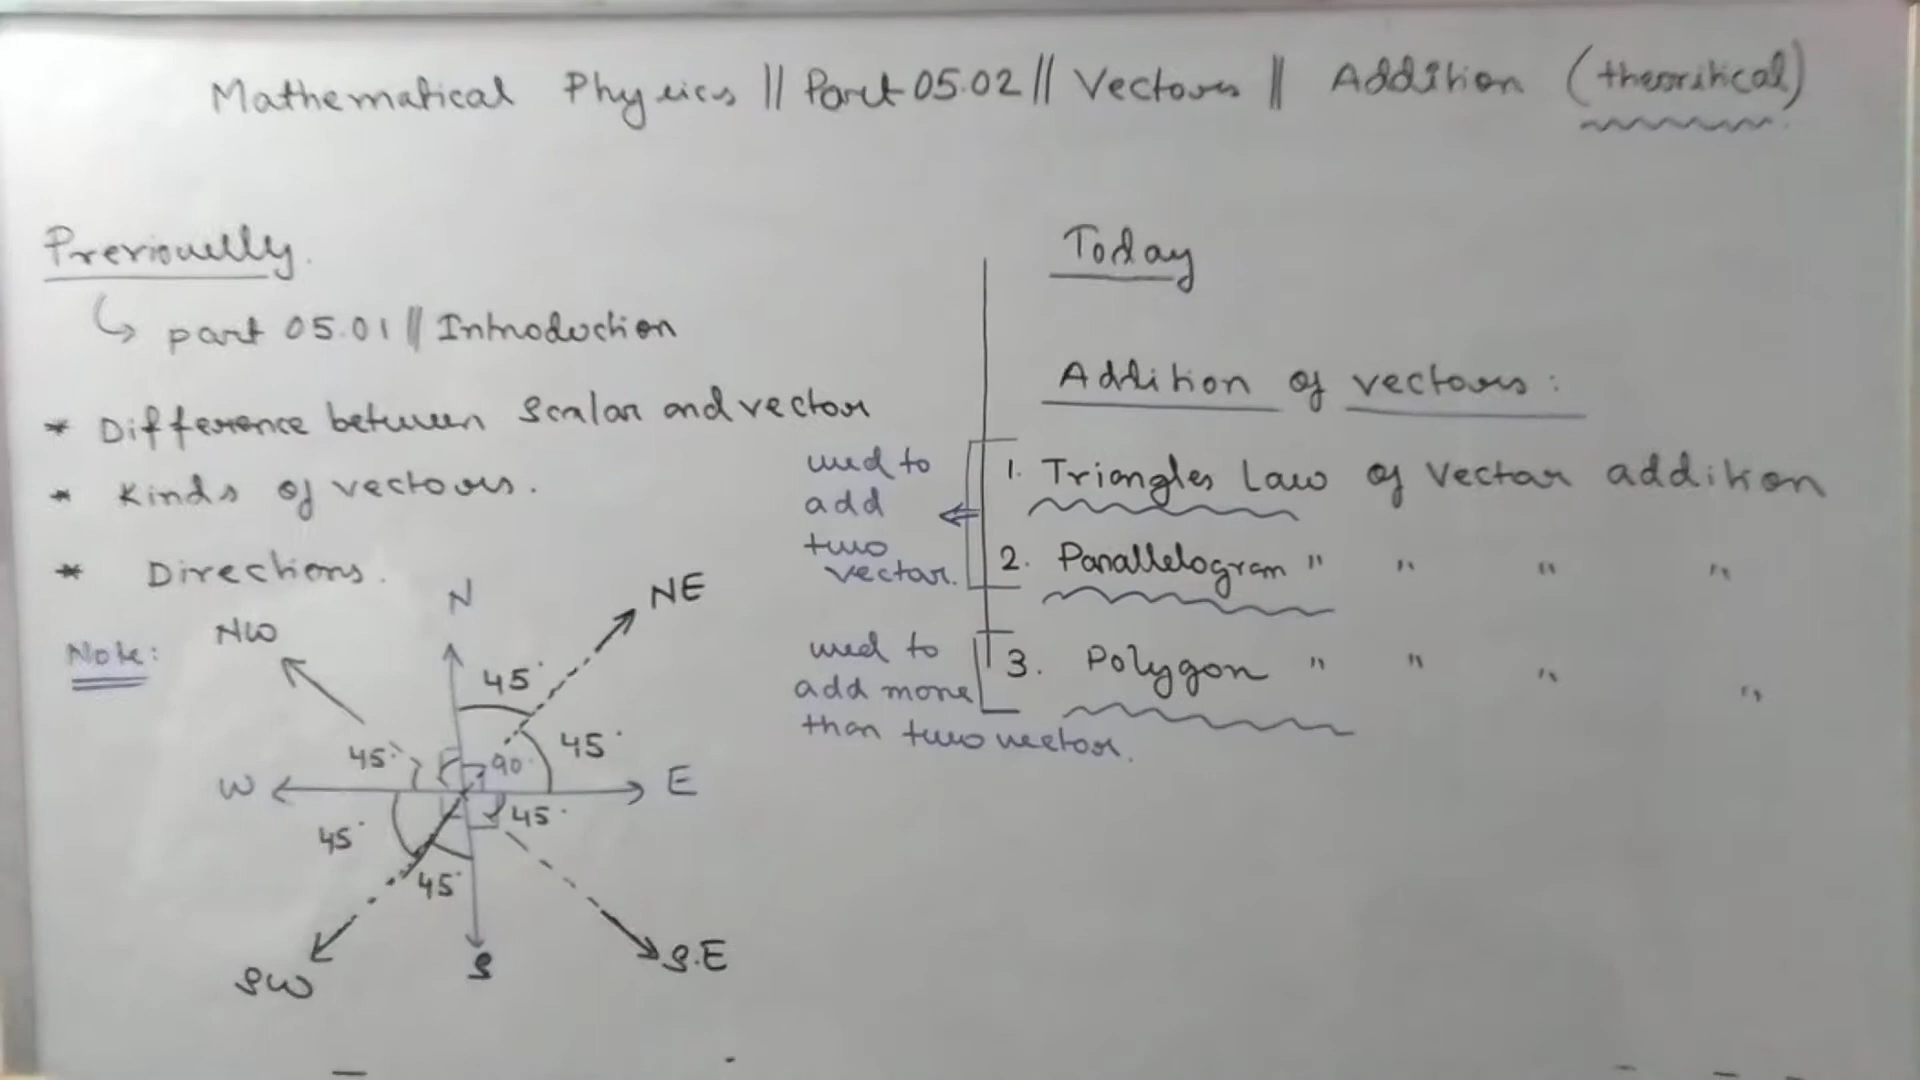 Mathematical Physics || Part 05.02 || Vectors || Addition (theoritical)
Previously.
↳ part 05.01 || Introduction
* Difference between scalar and vector
* Kinds of vectors.
* Directions.
Note:
N
NE
NW
45°
45°
45°
90°
W
E
45°
45°
45°
SW
S
S.E
Today
Addition of vectors:
1. Triangles Law of Vector addition
2. Parallelogram " " " "
3. Polygon " " " "
used to
add
two
vector.
used to
add more
than two vector.